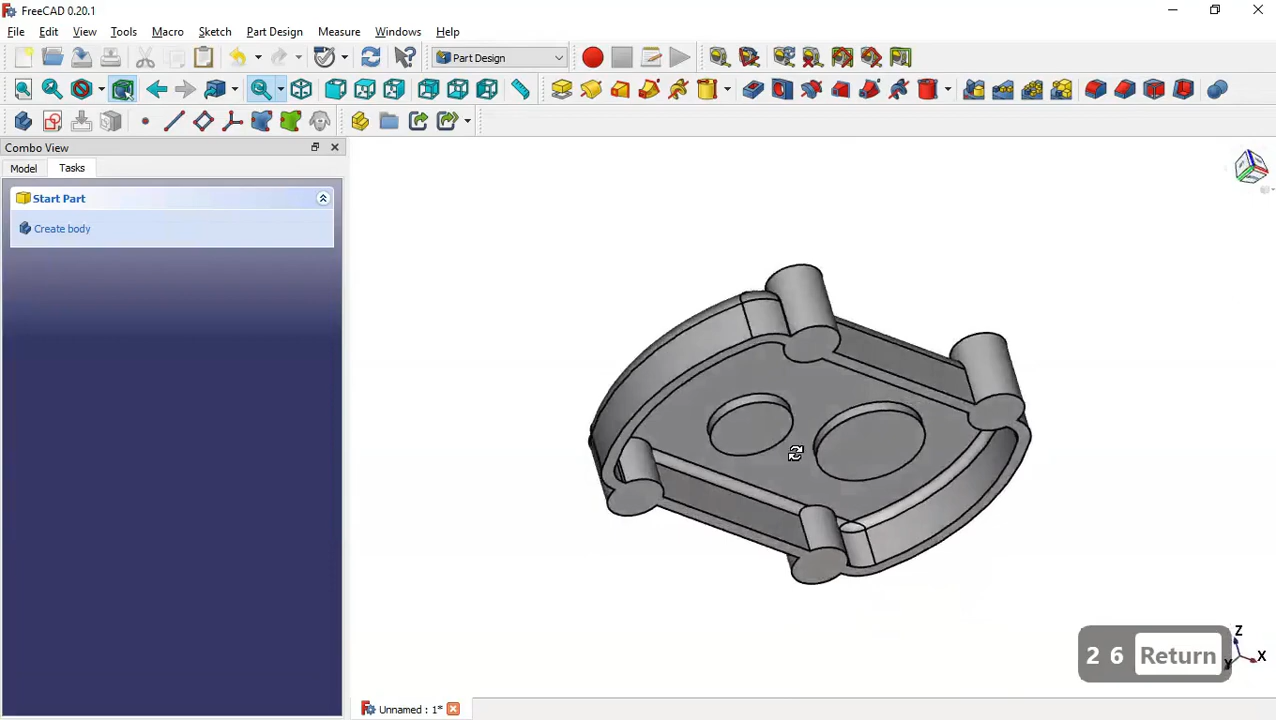 FreeCAD 0.20.1
File Edit View Tools Macro Sketch Part Design Measure Windows Help
Part Design
Combo View
Model Tasks
Start Part
Create body
2 6 Return
Z
X
Y
Unnamed : 1*